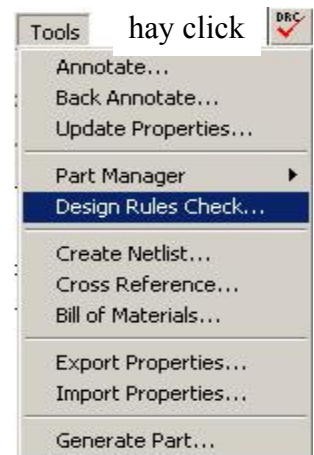 Tools hay click DRC
Annotate...
Back Annotate...
Update Properties...
Part Manager
Design Rules Check...
Create Netlist...
Cross Reference...
Bill of Materials...
Export Properties...
Import Properties...
Generate Part...